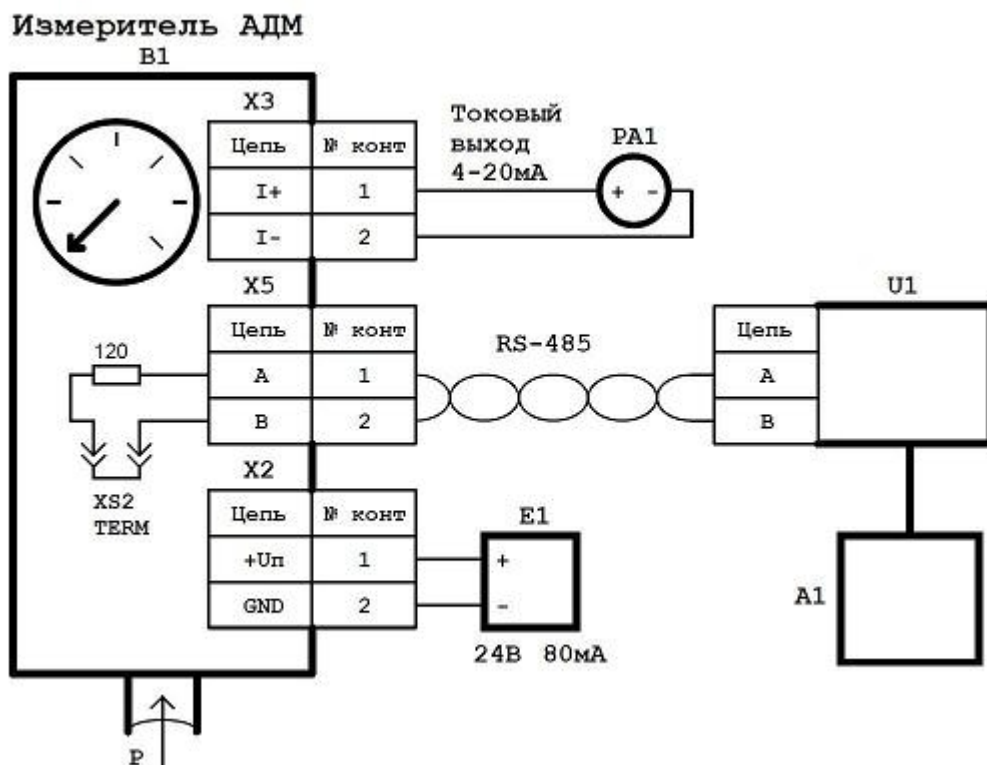 Измеритель АДМ
B1
X3
Цепь № конт
I+ 1
I- 2
Токовый
выход
4-20мА
PA1
+ -
X5
Цепь № конт
A 1
B 2
120
XS2
TERM
RS-485
U1
Цепь
A
B
X2
Цепь № конт
+Uп 1
GND 2
E1
+
-
24В 80мА
A1
P